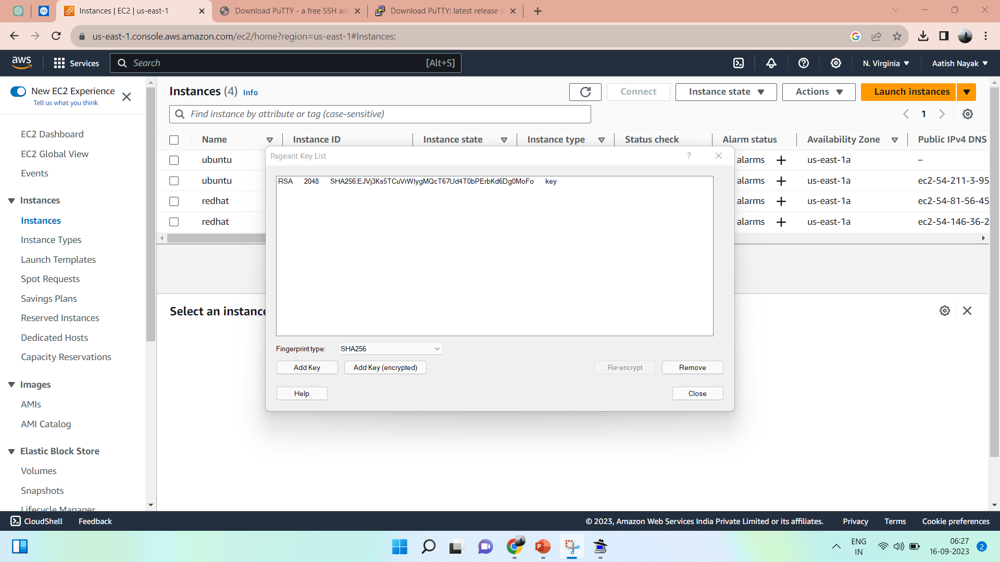 Instances | EC2 | us-east-1
Download PuTTY - a free SSH an
Download PuTTY: latest release (
us-east-1.console.aws.amazon.com/ec2/home?region=us-east-1#Instances:
aws
Services
Search
[Alt+S]
N. Virginia
Aatish Nayak
New EC2 Experience
Tell us what you think
EC2 Dashboard
EC2 Global View
Events
Instances
Instances
Instance Types
Launch Templates
Spot Requests
Savings Plans
Reserved Instances
Dedicated Hosts
Capacity Reservations
Images
AMIs
AMI Catalog
Elastic Block Store
Volumes
Snapshots
Lifecycle Manager
Instances (4) Info
Connect
Instance state
Actions
Launch instances
Find instance by attribute or tag (case-sensitive)
1
Name Instance ID Instance state Instance type Status check Alarm status Availability Zone Public IPv4 DNS
ubuntu alarms + us-east-1a –
ubuntu alarms + us-east-1a ec2-54-211-3-95
redhat alarms + us-east-1a ec2-54-81-56-45
redhat alarms + us-east-1a ec2-54-146-36-2
Select an instance
Pageant Key List
?
RSA 2048 SHA256:EJVj3Ks5TCuVrWIygMQcT67Ud4T0bPErbKd6Dg0MoFo key
Fingerprint type: SHA256
Add Key
Add Key (encrypted)
Re-encrypt
Remove
Help
Close
CloudShell
Feedback
© 2023, Amazon Web Services India Private Limited or its affiliates.
Privacy
Terms
Cookie preferences
ENG
IN
06:27
16-09-2023
2